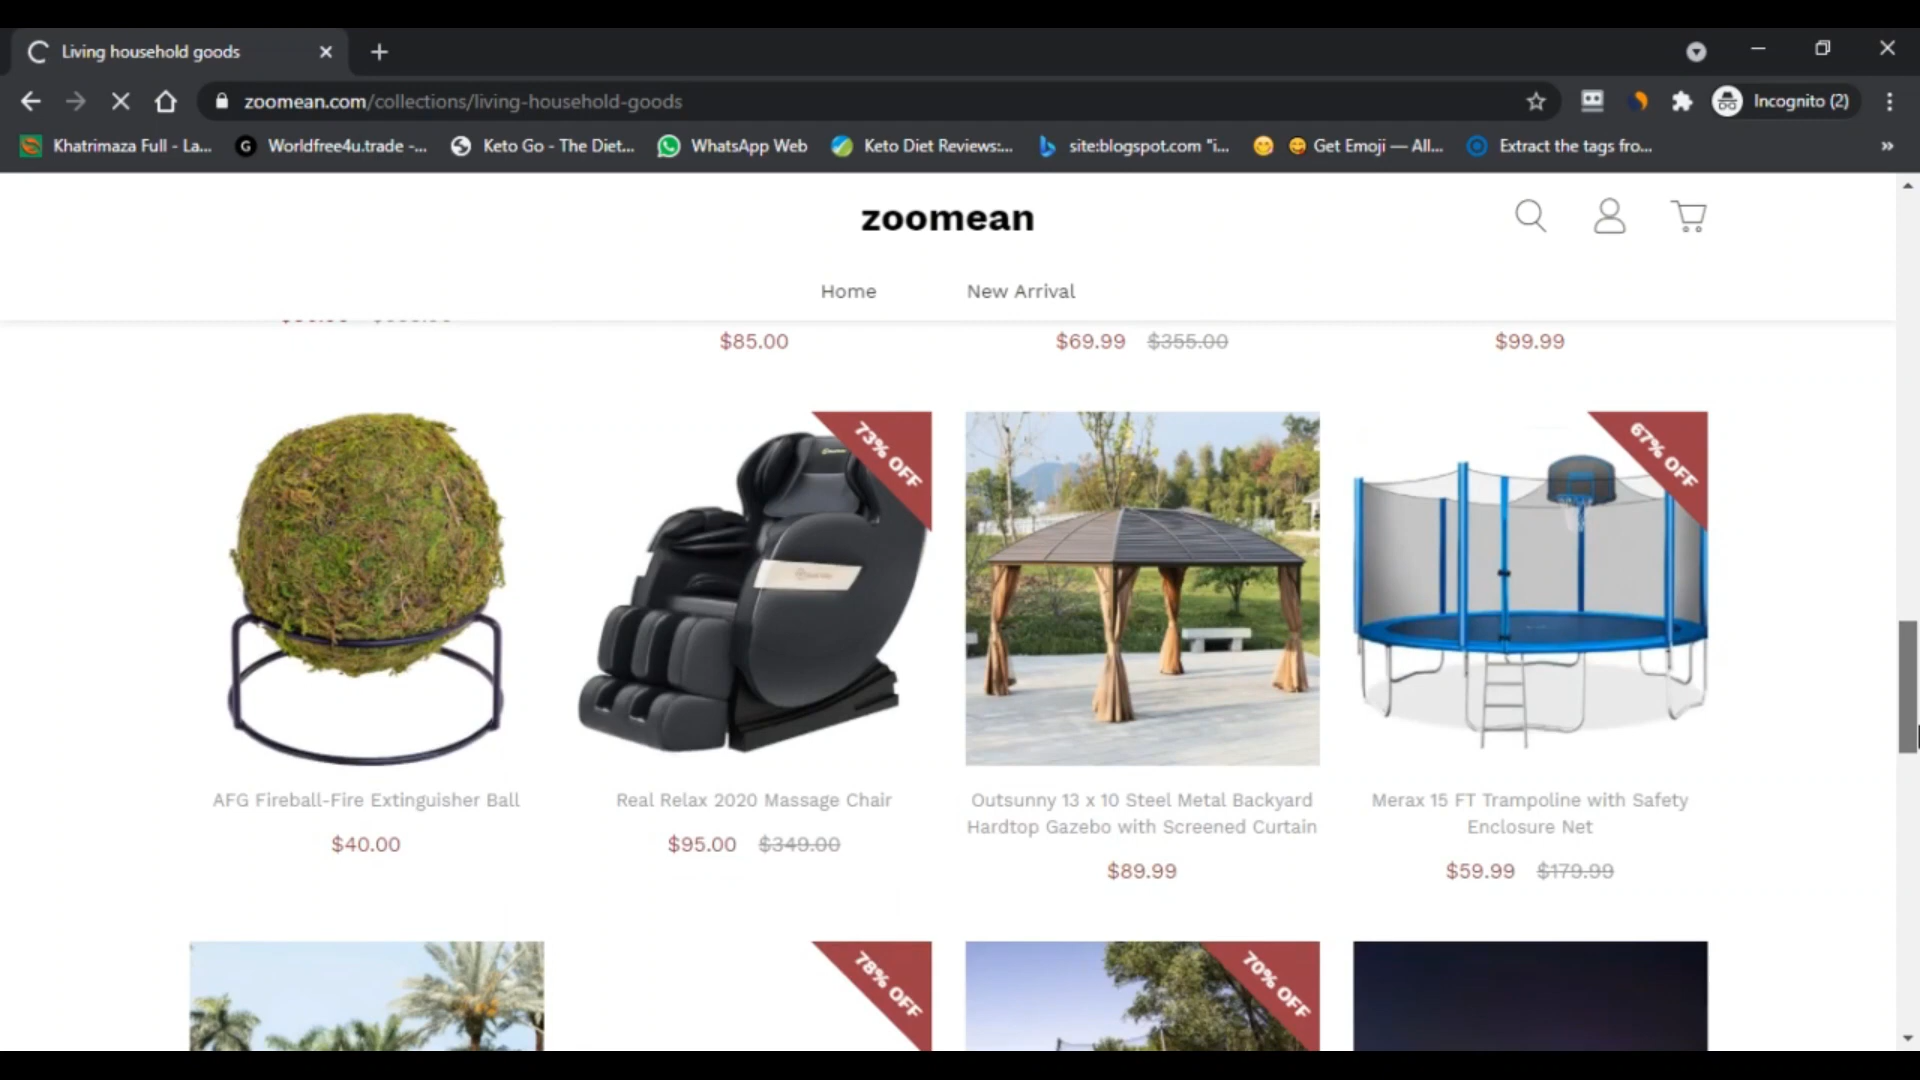 Living household goods
zoomean.com/collections/living-household-goods
Incognito (2)
Khatrimaza Full - La...
Worldfree4u.trade -...
Keto Go - The Diet...
WhatsApp Web
Keto Diet Reviews:...
site:blogspot.com "i...
Get Emoji — All...
Extract the tags fro...
»
zoomean
Home
New Arrival
$85.00
$69.99 $355.00
$99.99
73% OFF
67% OFF
AFG Fireball-Fire Extinguisher Ball
$40.00
Real Relax 2020 Massage Chair
$95.00 $349.00
Outsunny 13 x 10 Steel Metal Backyard
Hardtop Gazebo with Screened Curtain
$89.99
Merax 15 FT Trampoline with Safety
Enclosure Net
$59.99 $179.99
78% OFF
70% OFF